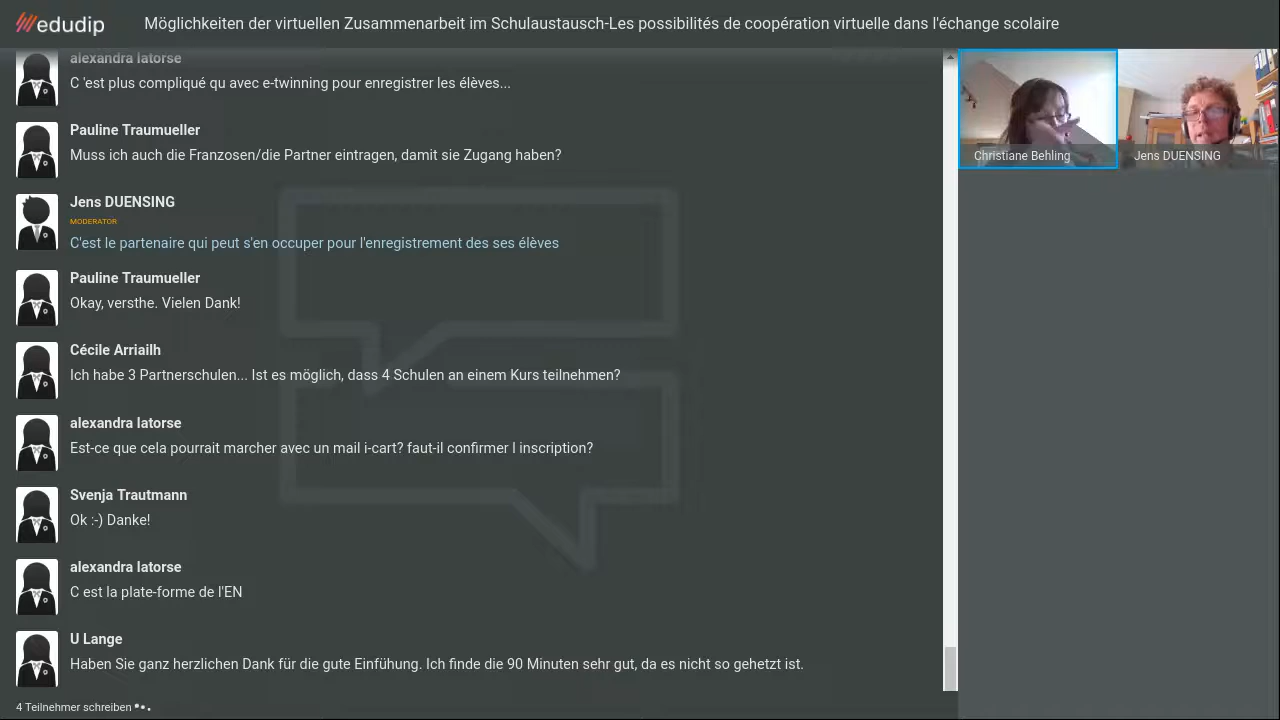 edudip
Möglichkeiten der virtuellen Zusammenarbeit im Schulaustausch-Les possibilités de coopération virtuelle dans l'échange scolaire
alexandra latorse
C 'est plus compliqué qu avec e-twinning pour enregistrer les élèves...
Pauline Traumueller
Muss ich auch die Franzosen/die Partner eintragen, damit sie Zugang haben?
Jens DUENSING
MODERATOR
C'est le partenaire qui peut s'en occuper pour l'enregistrement des ses élèves
Pauline Traumueller
Okay, versthe. Vielen Dank!
Cécile Arriailh
Ich habe 3 Partnerschulen... Ist es möglich, dass 4 Schulen an einem Kurs teilnehmen?
alexandra latorse
Est-ce que cela pourrait marcher avec un mail i-cart? faut-il confirmer l inscription?
Svenja Trautmann
Ok :-) Danke!
alexandra latorse
C est la plate-forme de l'EN
U Lange
Haben Sie ganz herzlichen Dank für die gute Einfühung. Ich finde die 90 Minuten sehr gut, da es nicht so gehetzt ist.
4 Teilnehmer schreiben
Christiane Behling
Jens DUENSING